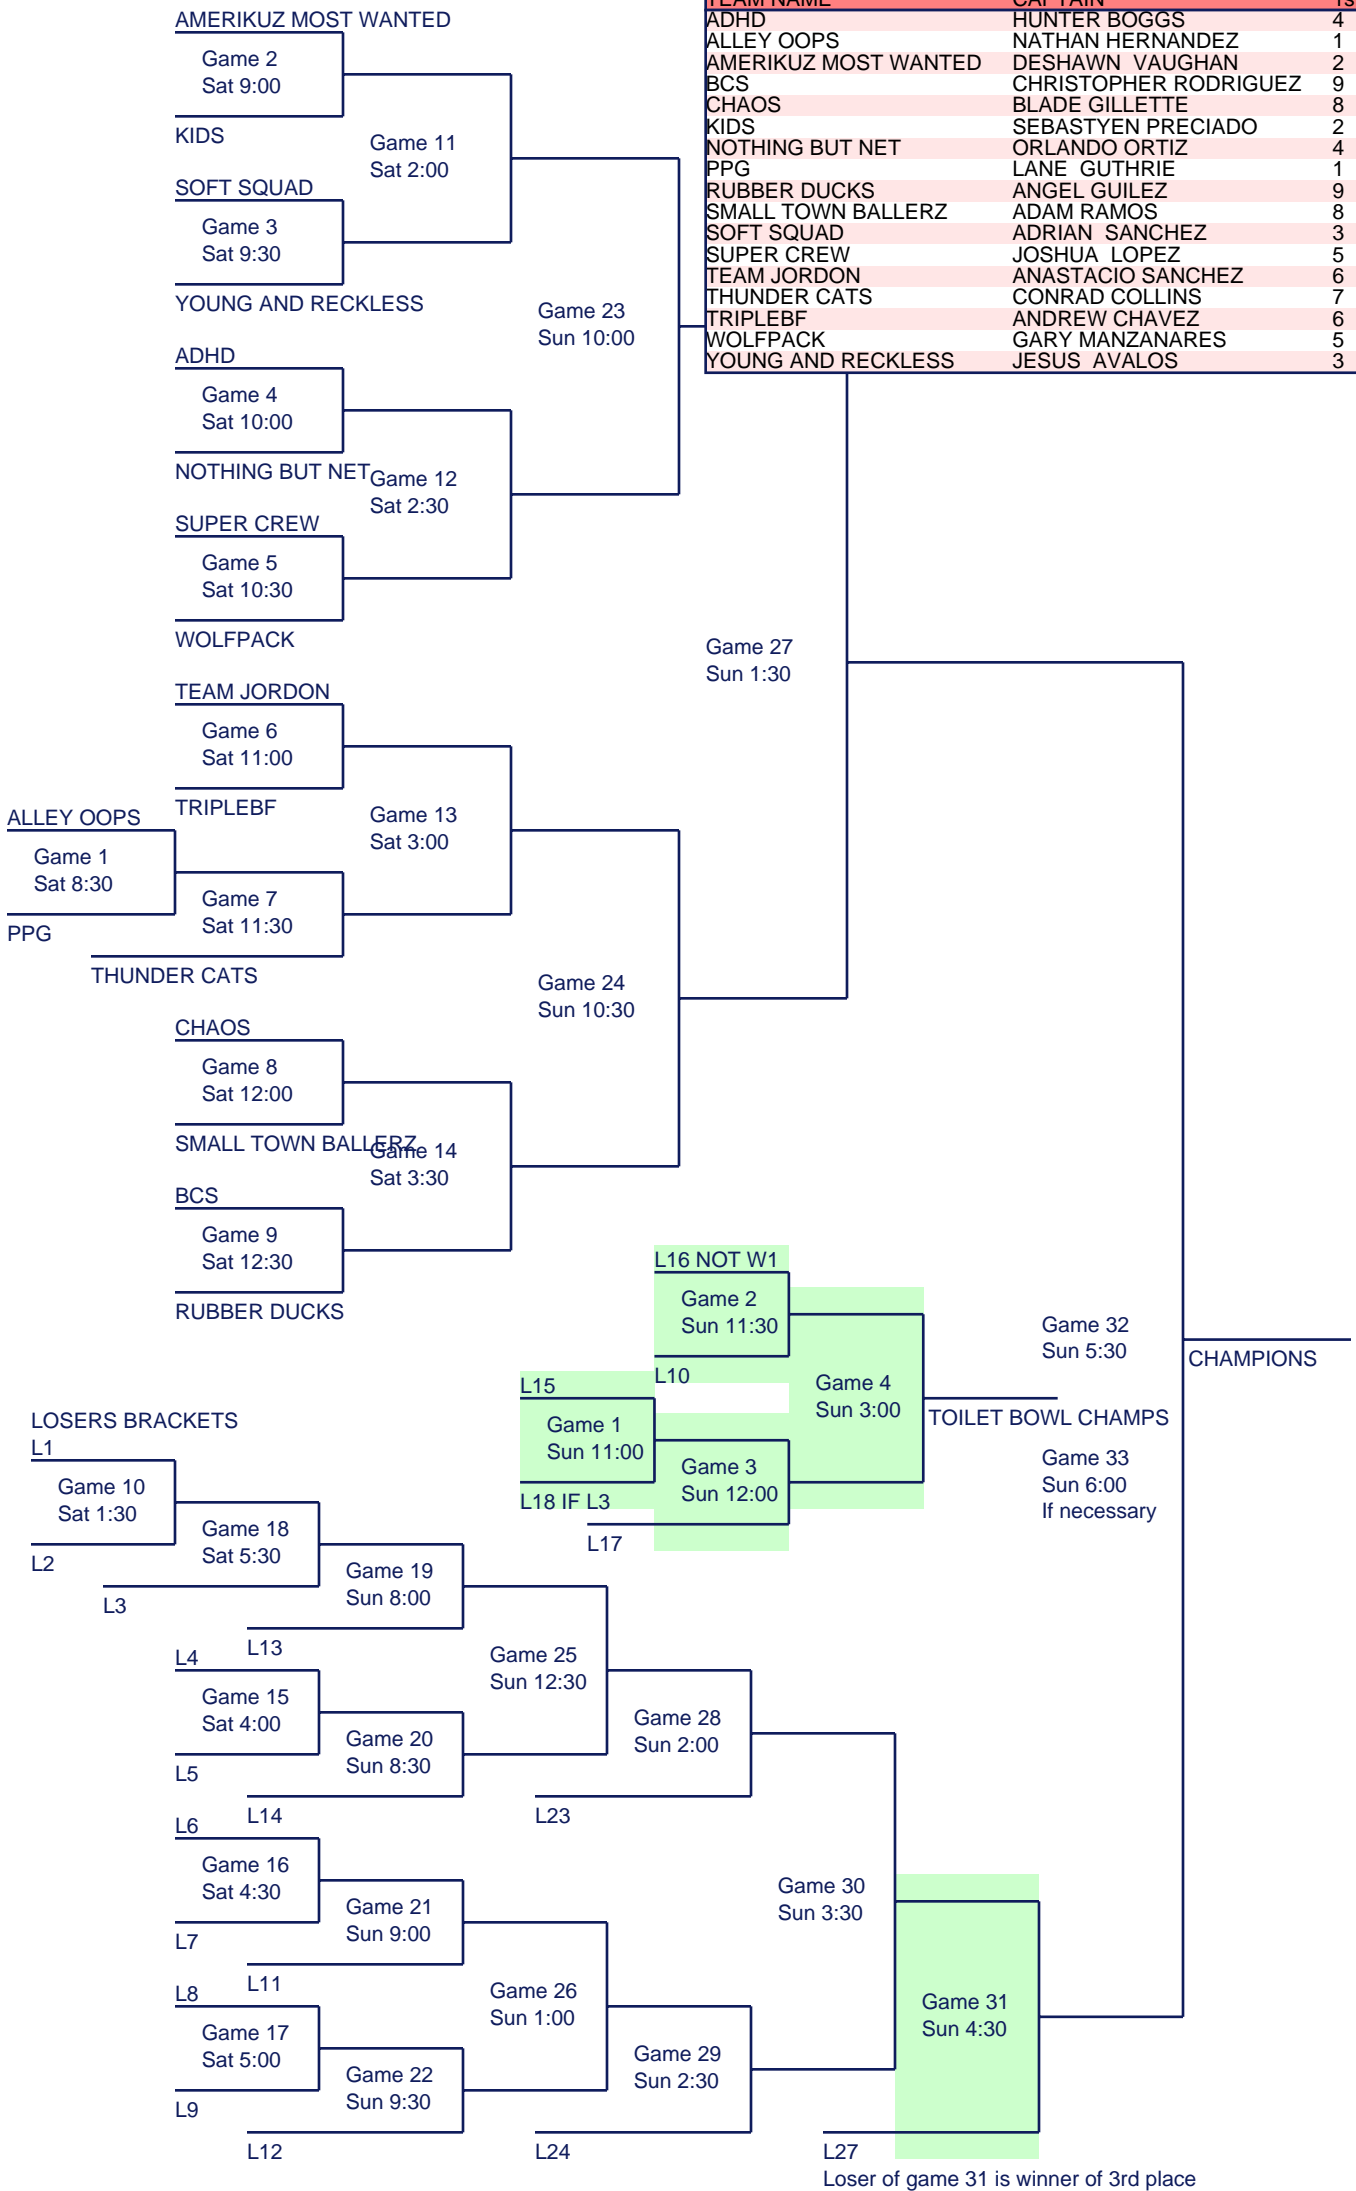 TEAM NAME CAPTAIN
ADHD HUNTER BOGGS 4
ALLEY OOPS NATHAN HERNANDEZ 1
AMERIKUZ MOST WANTED DESHAWN VAUGHAN 2
BCS CHRISTOPHER RODRIGUEZ 9
CHAOS BLADE GILLETTE 8
KIDS SEBASTYEN PRECIADO 2
NOTHING BUT NET ORLANDO ORTIZ 4
PPG LANE GUTHRIE 1
RUBBER DUCKS ANGEL GUILEZ 9
SMALL TOWN BALLERZ ADAM RAMOS 8
SOFT SQUAD ADRIAN SANCHEZ 3
SUPER CREW JOSHUA LOPEZ 5
TEAM JORDON ANASTACIO SANCHEZ 6
THUNDER CATS CONRAD COLLINS 7
TRIPLEBF ANDREW CHAVEZ 6
WOLFPACK GARY MANZANARES 5
YOUNG AND RECKLESS JESUS AVALOS 3
AMERIKUZ MOST WANTED
Game 2
Sat 9:00
KIDS
Game 11
Sat 2:00
SOFT SQUAD
Game 3
Sat 9:30
YOUNG AND RECKLESS
Game 23
Sun 10:00
ADHD
Game 4
Sat 10:00
NOTHING BUT NET
Game 12
Sat 2:30
SUPER CREW
Game 5
Sat 10:30
WOLFPACK
Game 27
Sun 1:30
TEAM JORDON
Game 6
Sat 11:00
TRIPLEBF
Game 13
Sat 3:00
ALLEY OOPS
Game 1
Sat 8:30
PPG
Game 7
Sat 11:30
THUNDER CATS
Game 24
Sun 10:30
CHAOS
Game 8
Sat 12:00
SMALL TOWN BALLERZ
Game 14
Sat 3:30
BCS
Game 9
Sat 12:30
RUBBER DUCKS
L16 NOT W1
Game 2
Sun 11:30
L10
Game 4
Sun 3:00
L15
Game 1
Sun 11:00
L18 IF L3
Game 3
Sun 12:00
L17
TOILET BOWL CHAMPS
Game 32
Sun 5:30
CHAMPIONS
Game 33
Sun 6:00
If necessary
LOSERS BRACKETS
L1
Game 10
Sat 1:30
L2
Game 18
Sat 5:30
L3
Game 19
Sun 8:00
L13
Game 25
Sun 12:30
L4
Game 15
Sat 4:00
L5
Game 20
Sun 8:30
L14
Game 28
Sun 2:00
L23
L6
Game 16
Sat 4:30
L7
Game 21
Sun 9:00
L11
Game 30
Sun 3:30
L8
Game 17
Sat 5:00
L9
Game 26
Sun 1:00
Game 22
Sun 9:30
L12
Game 29
Sun 2:30
L24
Game 31
Sun 4:30
L27
Loser of game 31 is winner of 3rd place